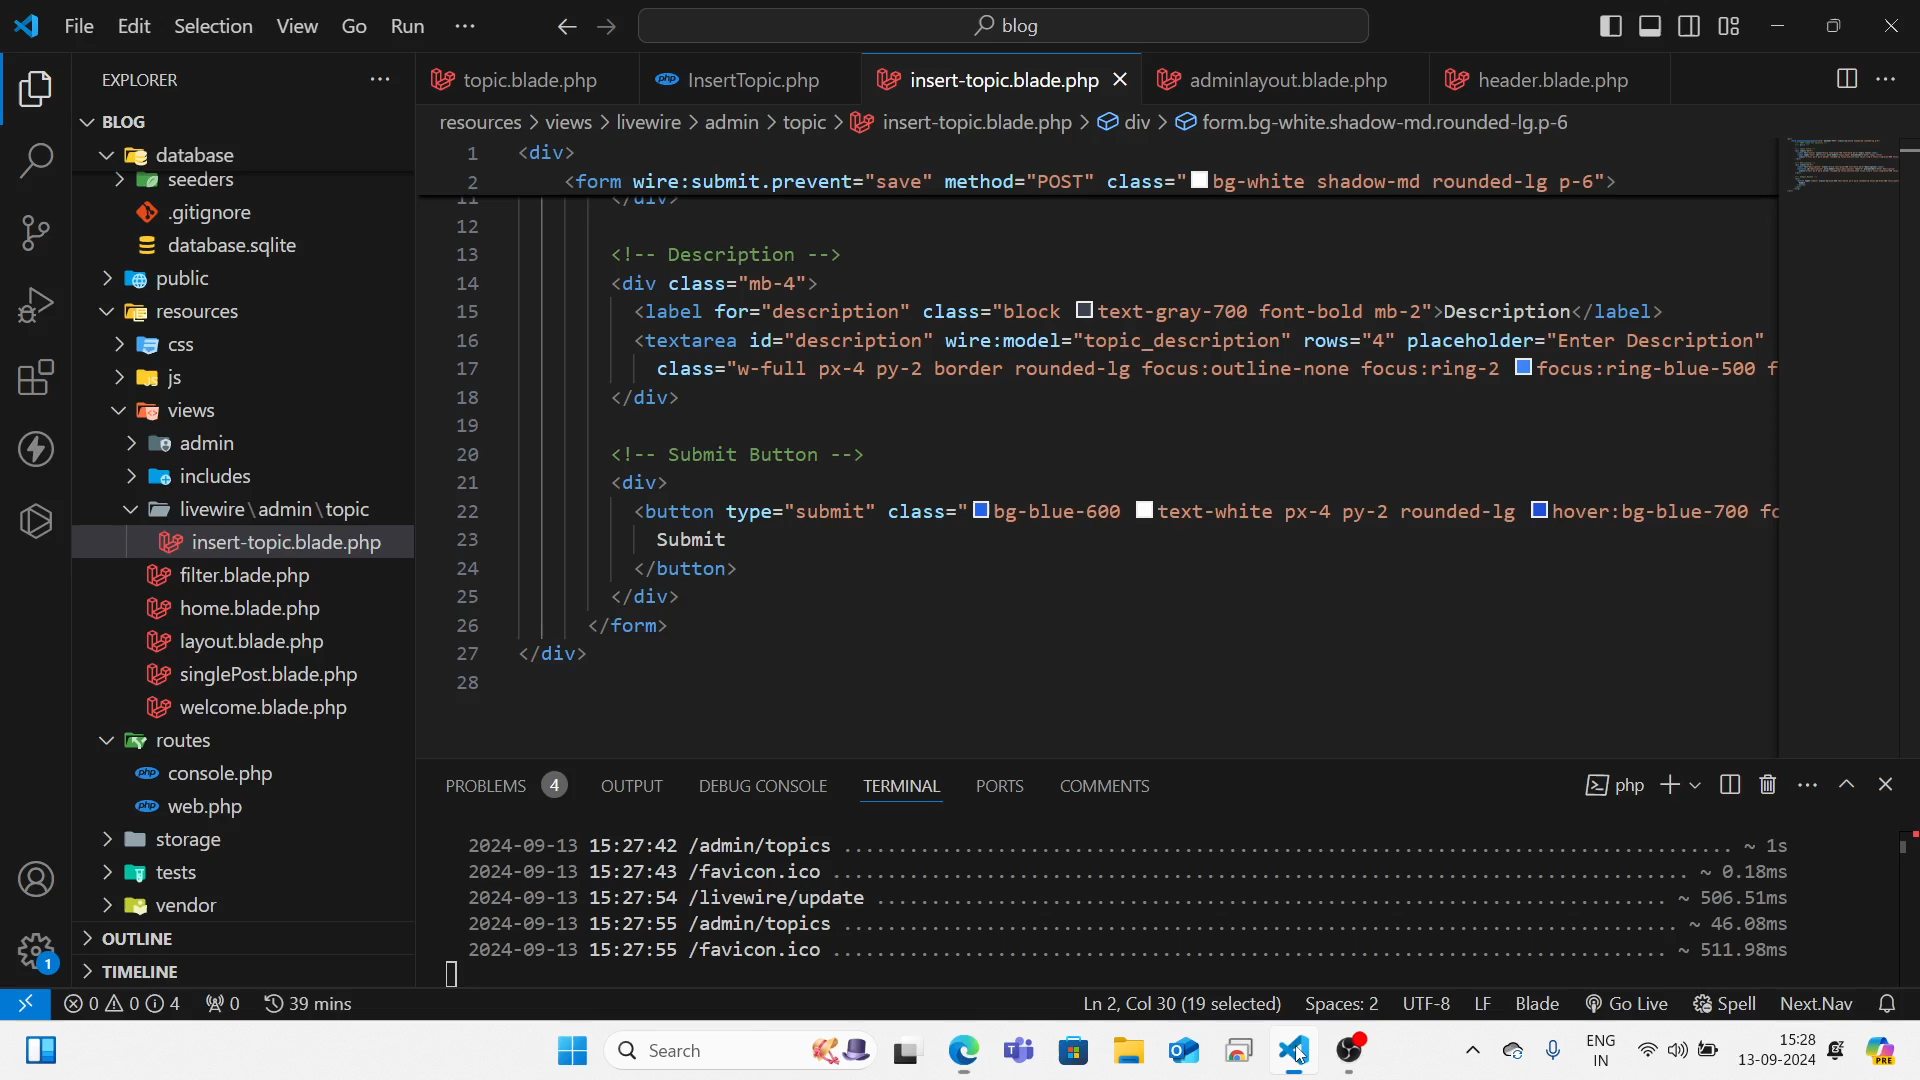 File Edit Selection View Go Run ··· blog
EXPLORER ···
BLOG
database
seeders
.gitignore
database.sqlite
public
resources
css
js
views
admin
includes
livewire\admin\topic
insert-topic.blade.php
filter.blade.php
home.blade.php
layout.blade.php
singlePost.blade.php
welcome.blade.php
routes
console.php
web.php
storage
tests
vendor
OUTLINE
TIMELINE
topic.blade.php InsertTopic.php insert-topic.blade.php adminlayout.blade.php header.blade.php
resources > views > livewire > admin > topic > insert-topic.blade.php > div > form.bg-white.shadow-md.rounded-lg.p-6
1 <div>
2 <form wire:submit.prevent="save" method="POST" class="bg-white shadow-md rounded-lg p-6">
11 </div>
12
13 <!-- Description -->
14 <div class="mb-4">
15 <label for="description" class="block text-gray-700 font-bold mb-2">Description</label>
16 <textarea id="description" wire:model="topic_description" rows="4" placeholder="Enter Description"
17 class="w-full px-4 py-2 border rounded-lg focus:outline-none focus:ring-2 focus:ring-blue-500 f
18 </div>
19
20 <!-- Submit Button -->
21 <div>
22 <button type="submit" class="bg-blue-600 text-white px-4 py-2 rounded-lg hover:bg-blue-700 fo
23 Submit
24 </button>
25 </div>
26 </form>
27 </div>
28
PROBLEMS 4 OUTPUT DEBUG CONSOLE TERMINAL PORTS COMMENTS php
2024-09-13 15:27:42 /admin/topics ~ 1s
2024-09-13 15:27:43 /favicon.ico ~ 0.18ms
2024-09-13 15:27:54 /livewire/update ~ 506.51ms
2024-09-13 15:27:55 /admin/topics ~ 46.08ms
2024-09-13 15:27:55 /favicon.ico ~ 511.98ms
1
0 0 4 0 39 mins Ln 2, Col 30 (19 selected) Spaces: 2 UTF-8 LF Blade Go Live Spell Next.Nav
Search ENG
IN
15:28
13-09-2024
PRE